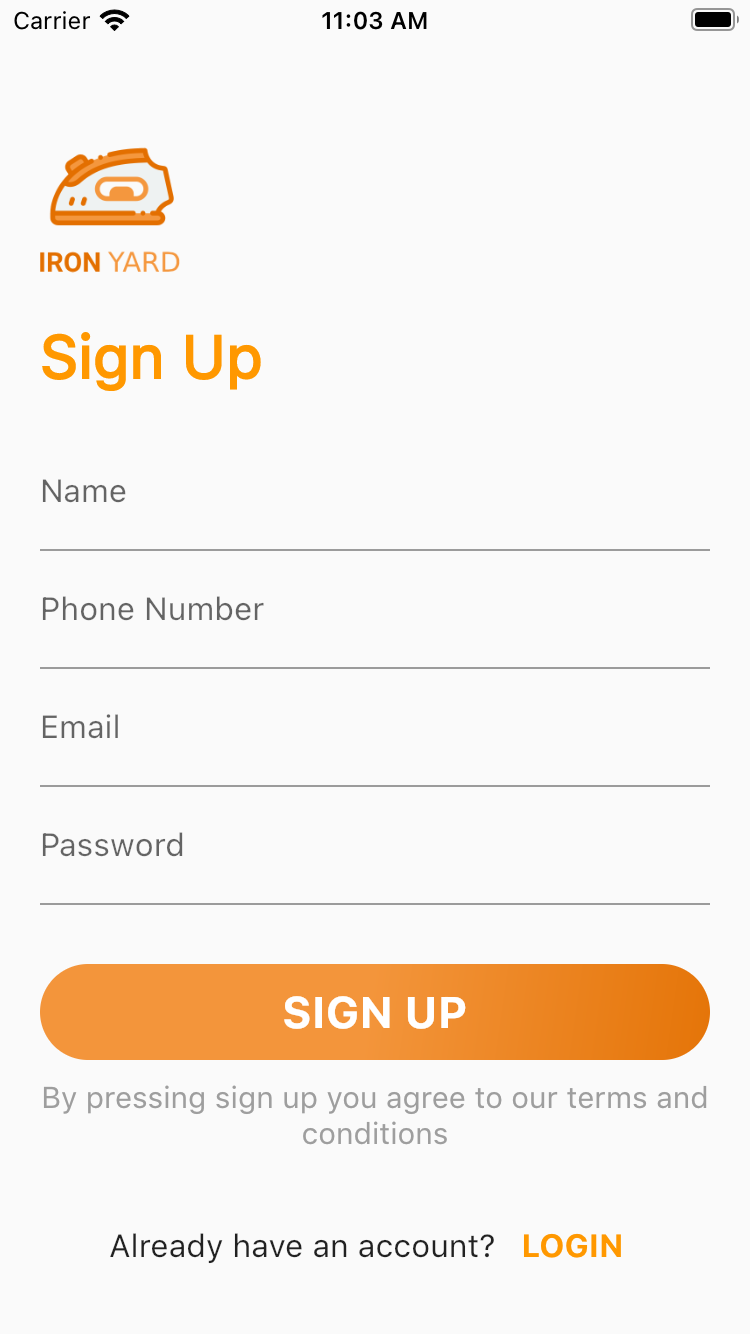 Carrier 11:03 AM
IRON YARD
Sign Up
Name
Phone Number
Email
Password
SIGN UP
By pressing sign up you agree to our terms and
conditions
Already have an account? LOGIN